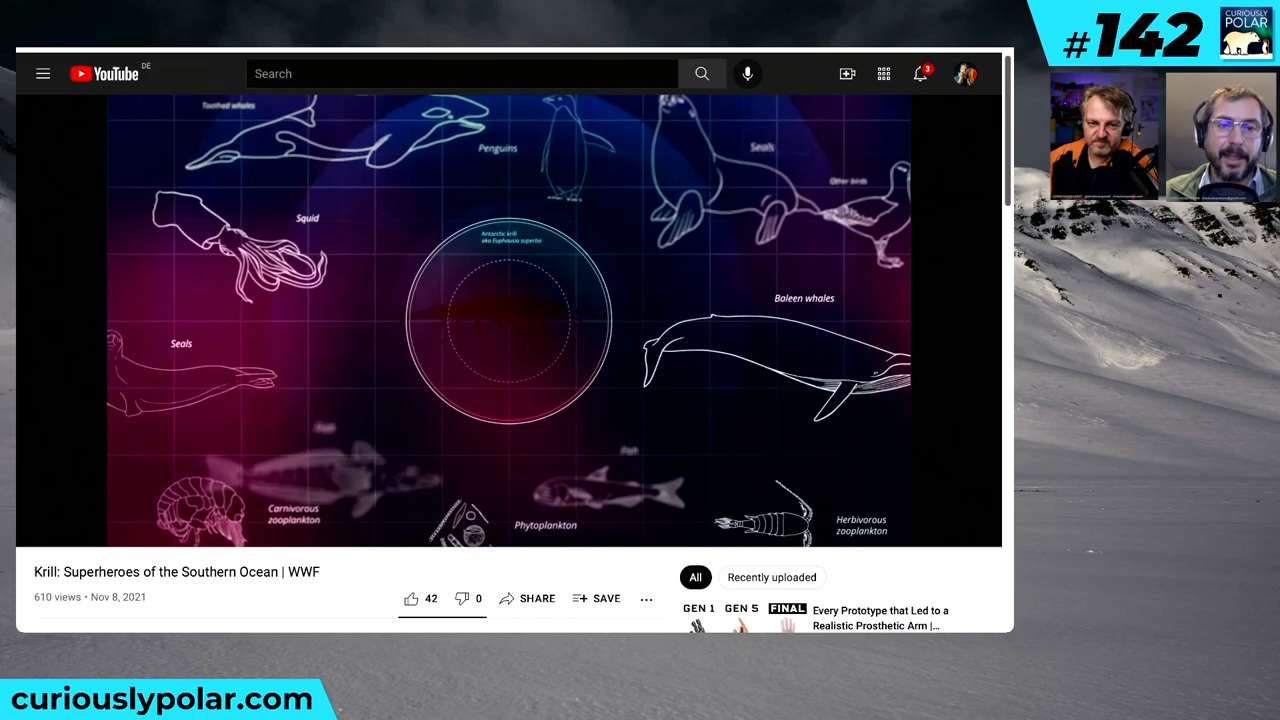 #142
CURIOUSLY
POLAR
YouTube DE
Search
3
Toothed whales
Penguins
Seals
Other birds
Squid
Antarctic krill
aka Euphausia superba
Baleen whales
Seals
Fish
Fish
Carnivorous
zooplankton
Phytoplankton
Herbivorous
zooplankton
Krill: Superheroes of the Southern Ocean | WWF
610 views • Nov 8, 2021
42
0
SHARE
SAVE
...
All
Recently uploaded
GEN 1 GEN 5 FINAL
Every Prototype that Led to a
Realistic Prosthetic Arm |...
curiouslypolar.com